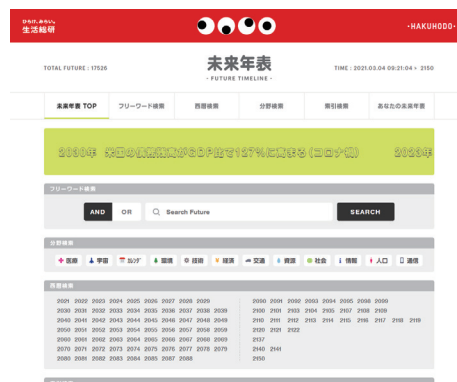 ひらけ、みらい。
生活総研
・HAKUHODO・
TOTAL FUTURE : 17526
未来年表
- FUTURE TIMELINE -
TIME : 2021.03.04 09:21:04 > 2150
未来年表 TOP
フリーワード検索
西暦検索
分野検索
索引検索
あなたの未来年表
2030年 米国の債務残高がGDP比で127%に高まる(コロナ禍) 2023年
フリーワード検索
AND OR Search Future SEARCH
分野検索
医療 宇宙 カレンダー 環境 技術 経済 交通 資源 社会 情報 人口 通信
西暦検索
2021 2022 2023 2024 2025 2026 2027 2028 2029
2030 2031 2032 2033 2034 2035 2036 2037 2038 2039
2040 2041 2042 2043 2044 2045 2046 2047 2048 2049
2050 2051 2052 2053 2054 2055 2056 2057 2058 2059
2060 2061 2062 2063 2064 2065 2066 2067 2068 2069
2070 2071 2072 2073 2074 2075 2076 2077 2078 2079
2080 2081 2082 2083 2084 2085 2087 2088
2090 2091 2092 2093 2094 2095 2098 2099
2100 2101 2103 2104 2105 2107 2108 2109
2110 2111 2112 2113 2114 2115 2116 2117 2118 2119
2120 2121 2122
2137
2140 2141
2150